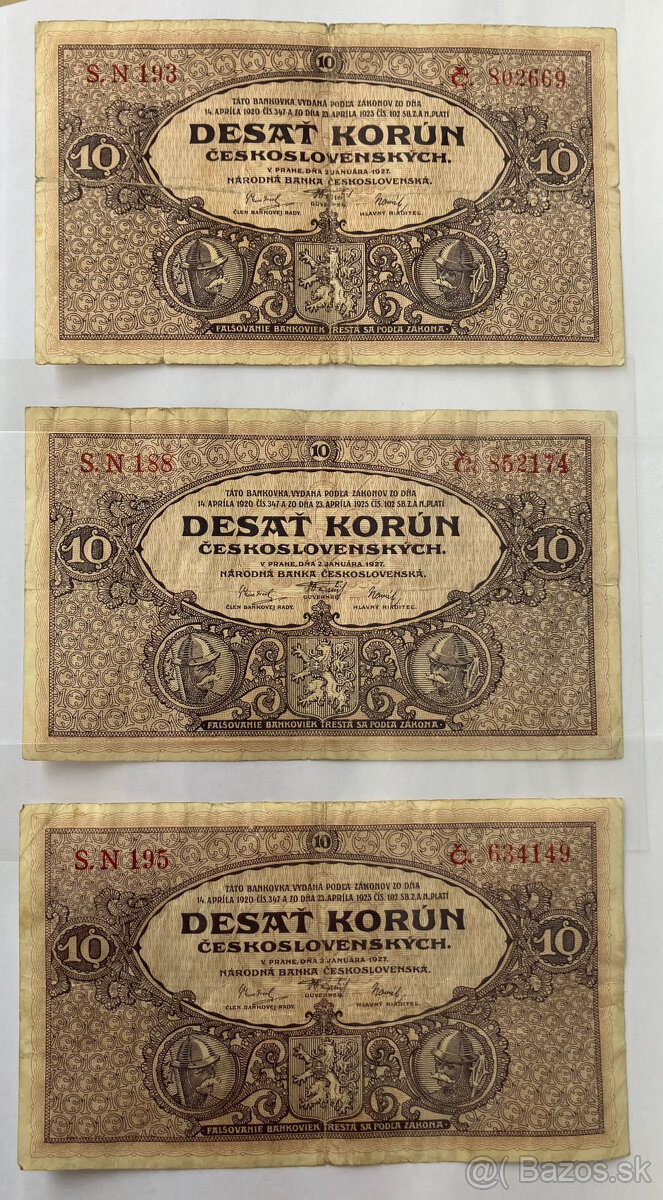 10
S. N 193 Č. 802669
TÁTO BANKOVKA, VYDANÁ PODĽA ZÁKONOV ZO DŇA
14. APRÍLA 1920 ČÍS. 347 A ZO DŇA 23. APRÍLA 1925 ČÍS. 102 SB. Z. A N. PLATÍ
DESAŤ KORÚN
10 10
ČESKOSLOVENSKÝCH.
V PRAHE, DŇA 2. JANUÁRA 1927.
NÁRODNÁ BANKA ČESKOSLOVENSKÁ.
GUVERNER.
ČLEN BAŇKOVEJ RADY. HLAVNÝ RIADITEĽ.
FALŠOVANIE BANKOVIEK TRESTÁ SA PODĽA ZÁKONA
10
S. N 188 Č. 852174
TÁTO BANKOVKA, VYDANÁ PODĽA ZÁKONOV ZO DŇA
14. APRÍLA 1920 ČÍS. 347 A ZO DŇA 23. APRÍLA 1925 ČÍS. 102 SB. Z. A N. PLATÍ
DESAŤ KORÚN
10 10
ČESKOSLOVENSKÝCH.
V PRAHE, DŇA 2. JANUÁRA 1927.
NÁRODNÁ BANKA ČESKOSLOVENSKÁ.
GUVERNER.
ČLEN BAŇKOVEJ RADY. HLAVNÝ RIADITEĽ.
FALŠOVANIE BANKOVIEK TRESTÁ SA PODĽA ZÁKONA
10
S. N 195 Č. 634149
TÁTO BANKOVKA, VYDANÁ PODĽA ZÁKONOV ZO DŇA
14. APRÍLA 1920 ČÍS. 347 A ZO DŇA 23. APRÍLA 1925 ČÍS. 102 SB. Z. A N. PLATÍ
DESAŤ KORÚN
10 10
ČESKOSLOVENSKÝCH.
V PRAHE, DŇA 2. JANUÁRA 1927.
NÁRODNÁ BANKA ČESKOSLOVENSKÁ.
GUVERNER.
ČLEN BAŇKOVEJ RADY. HLAVNÝ RIADITEĽ.
FALŠOVANIE BANKOVIEK TRESTÁ SA PODĽA ZÁKONA
Bazos.sk